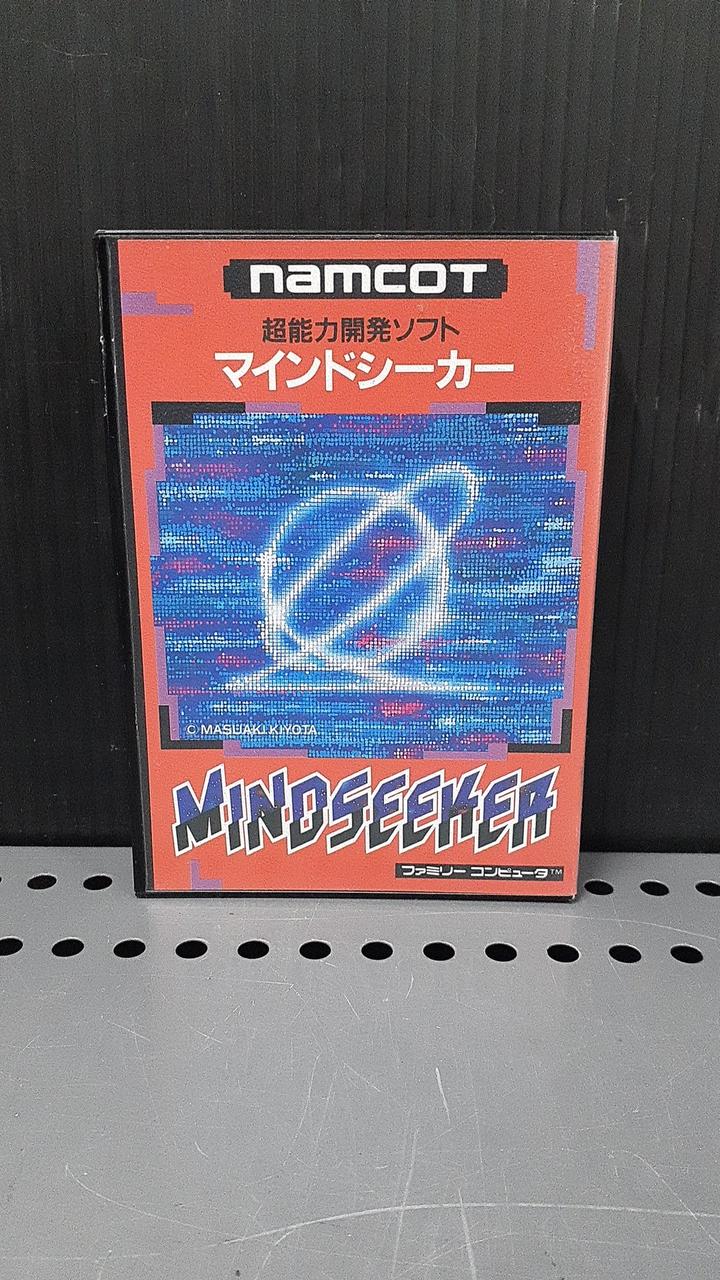 namcot
超能力開発ソフト
マインドシーカー
© MASUAKI KIYOTA
MINDSEEKER
ファミリー コンピュータ™